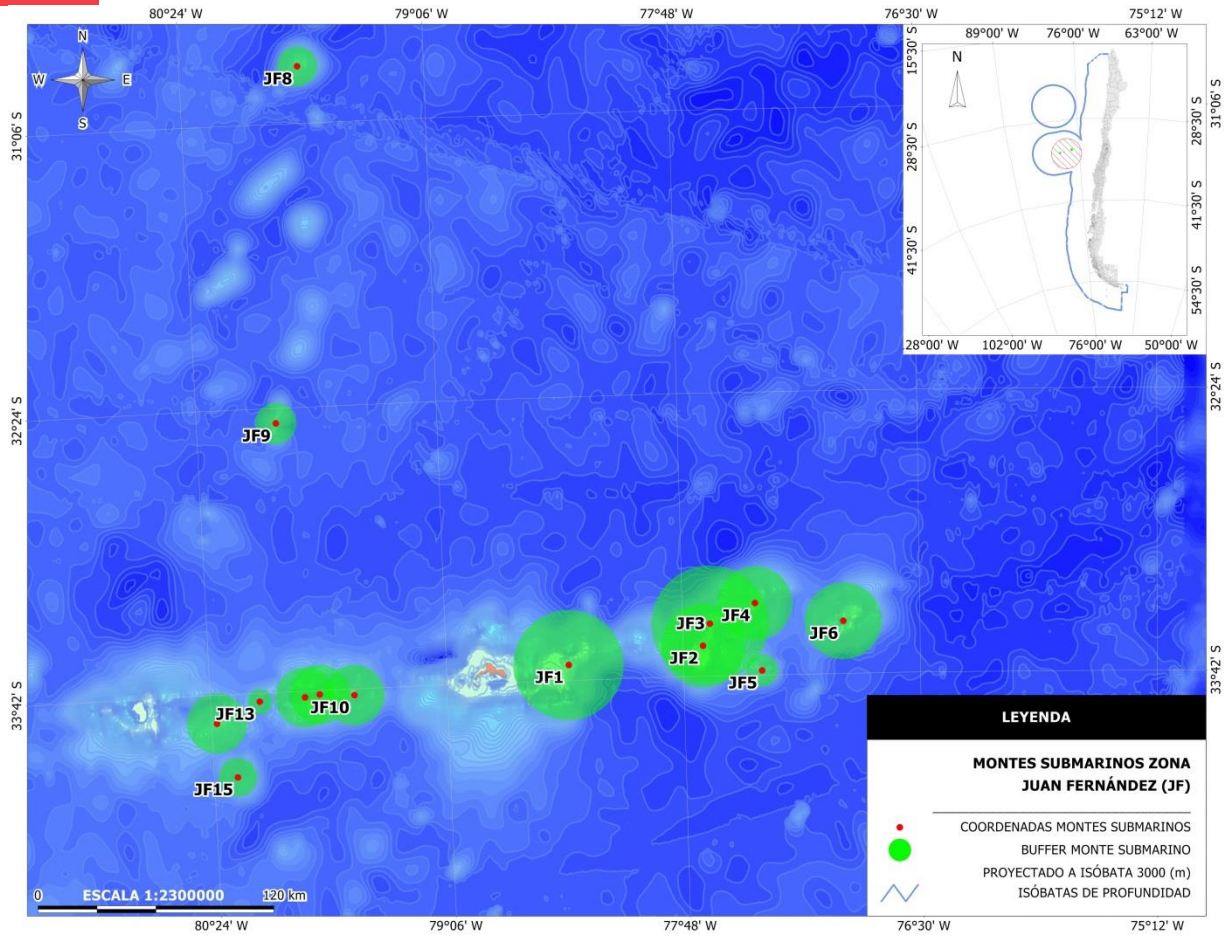 80°24' W
79°06' W
77°48' W
76°30' W
75°12' W
N
W
E
S
JF8
31°06' S
31°06' S
89°00' W
76°00' W
63°00' W
15°30' S
N
28°30' S
28°30' S
41°30' S
41°30' S
54°30' S
128°00' W
102°00' W
76°00' W
50°00' W
32°24' S
32°24' S
JF9
JF3
JF4
JF6
JF2
JF5
JF1
33°42' S
33°42' S
JF13
JF10
JF15
LEYENDA
MONTES SUBMARINOS ZONA
JUAN FERNÁNDEZ (JF)
COORDENADAS MONTES SUBMARINOS
BUFFER MONTE SUBMARINO
PROYECTADO A ISÓBATA 3000 (m)
ISÓBATAS DE PROFUNDIDAD
0
ESCALA 1:2300000
120 km
80°24' W
79°06' W
77°48' W
76°30' W
75°12' W